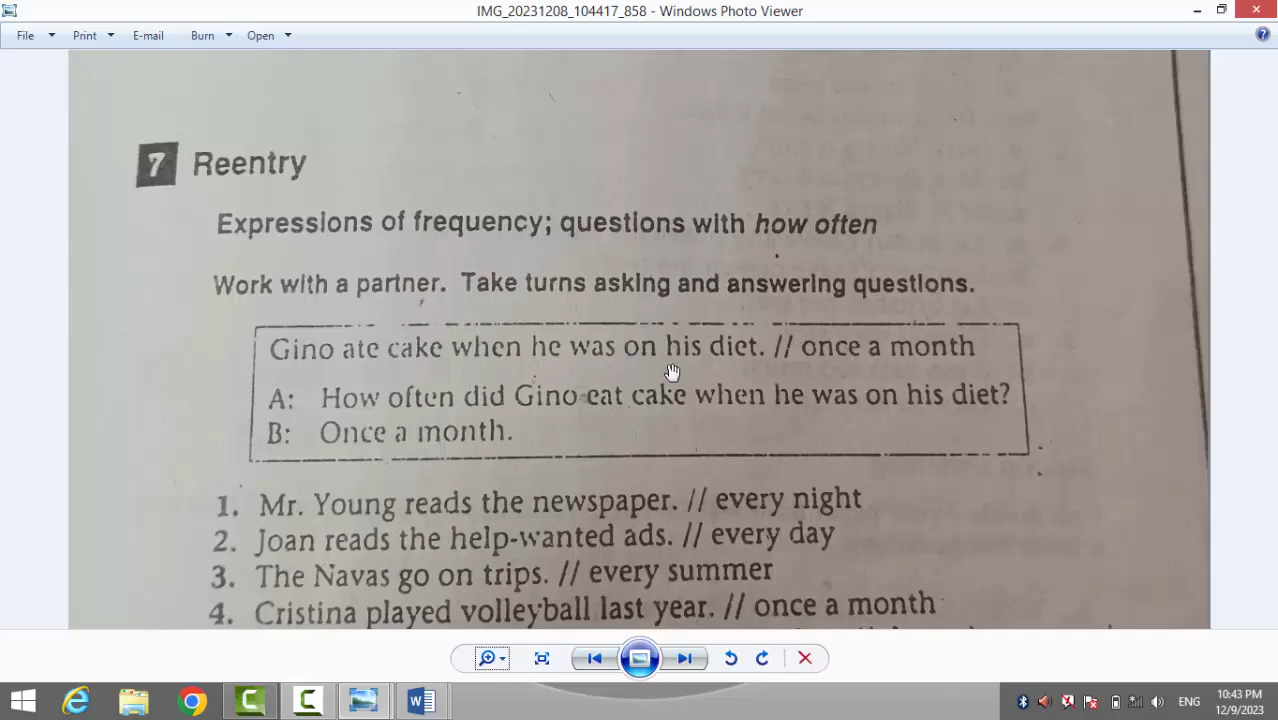 IMG_20231208_104417_858 - Windows Photo Viewer
File Print E-mail Burn Open
7 Reentry
Expressions of frequency; questions with how often
Work with a partner. Take turns asking and answering questions.
Gino ate cake when he was on his diet. // once a month
A: How often did Gino eat cake when he was on his diet?
B: Once a month.
1. Mr. Young reads the newspaper. // every night
2. Joan reads the help-wanted ads. // every day
3. The Navas go on trips. // every summer
4. Cristina played volleyball last year. // once a month
ENG
10:43 PM
12/9/2023